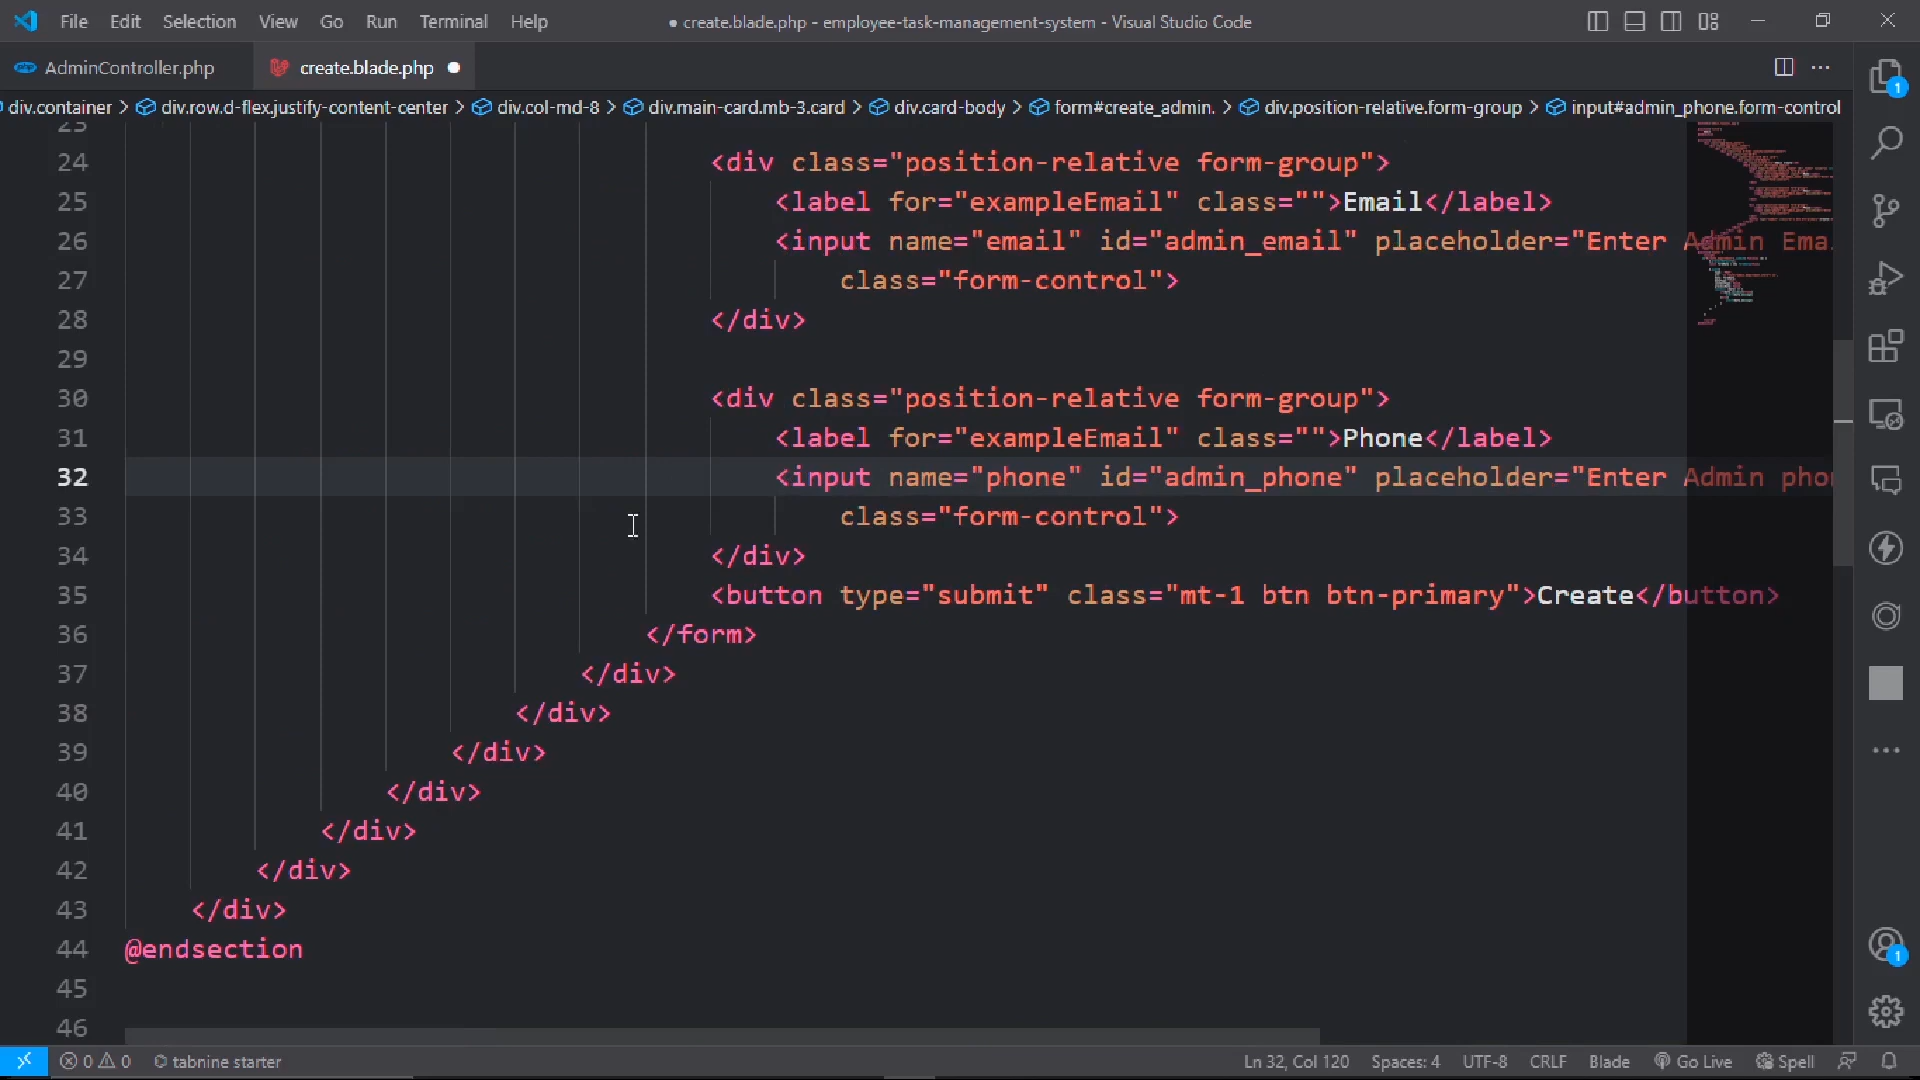 File Edit Selection View Go Run Terminal Help
● create.blade.php - employee-task-management-system - Visual Studio Code
php AdminController.php
create.blade.php ●
div.container > div.row.d-flex.justify-content-center > div.col-md-8 > div.main-card.mb-3.card > div.card-body > form#create_admin. > div.position-relative.form-group > input#admin_phone.form-control
1
23
24 <div class="position-relative form-group">
25 <label for="exampleEmail" class="">Email</label>
26 <input name="email" id="admin_email" placeholder="Enter Admin Emai
27 class="form-control">
28 </div>
29
30 <div class="position-relative form-group">
31 <label for="exampleEmail" class="">Phone</label>
32 <input name="phone" id="admin_phone" placeholder="Enter Admin phon
33 class="form-control">
34 </div>
35 <button type="submit" class="mt-1 btn btn-primary">Create</button>
36 </form>
37 </div>
38 </div>
39 </div>
40 </div>
41 </div>
42 </div>
43 </div>
44 @endsection
45
46
1
0 0 tabnine starter Ln 32, Col 120 Spaces: 4 UTF-8 CRLF Blade Go Live Spell